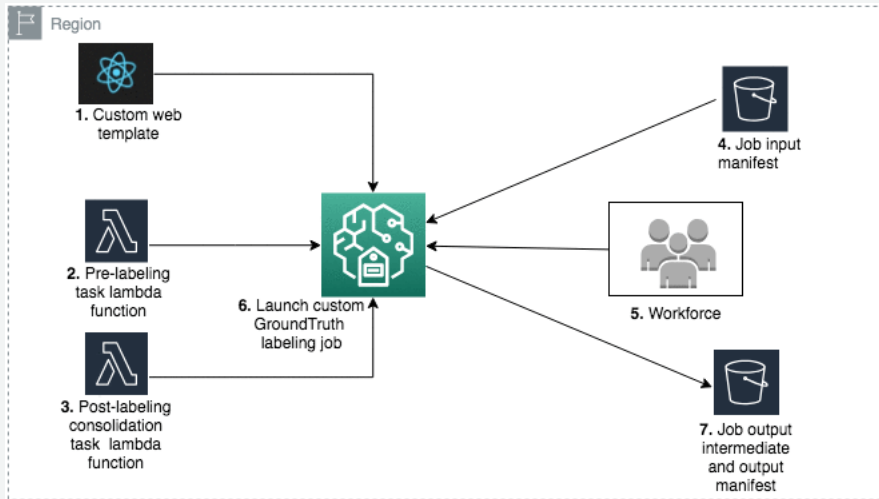 Region
1. Custom web
template
2. Pre-labeling
task lambda
function
3. Post-labeling
consolidation
task lambda
function
6. Launch custom
GroundTruth
labeling job
4. Job input
manifest
5. Workforce
7. Job output
intermediate
and output
manifest